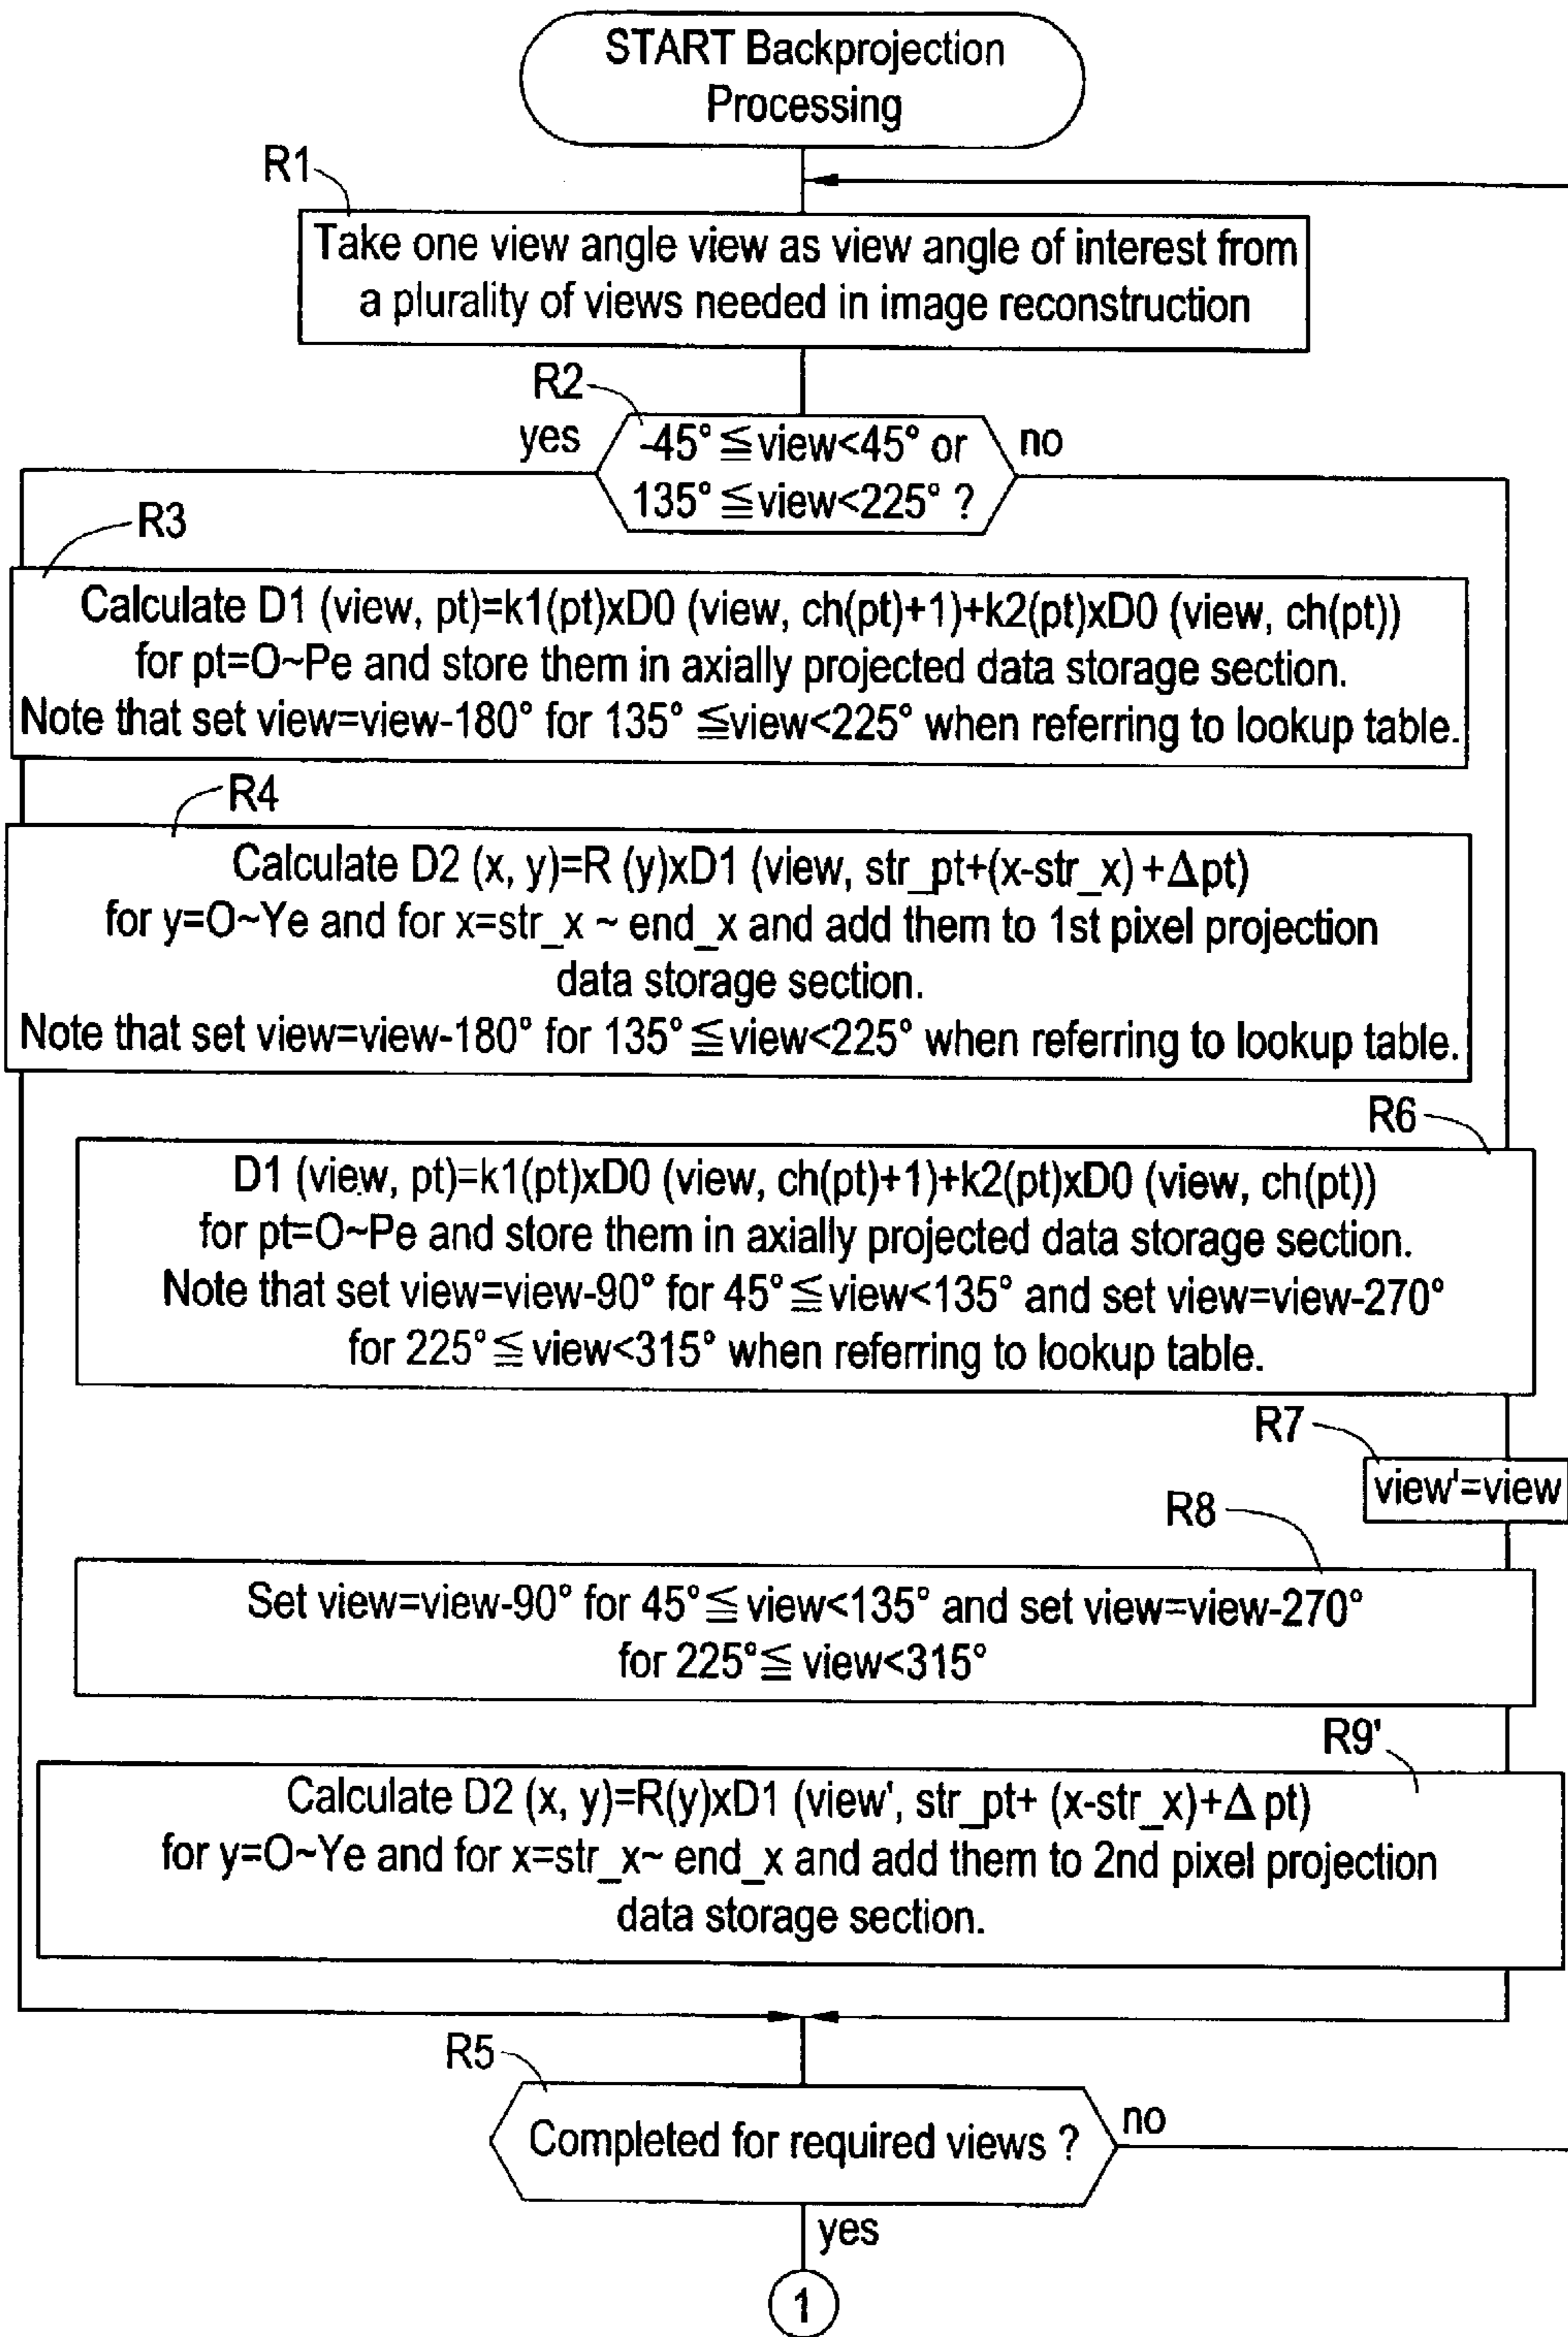 START Backprojection
Processing
R1
Take one view angle view as view angle of interest from
a plurality of views needed in image reconstruction
R2
yes
-45° ≦ view<45° or
135° ≦ view<225° ?
no
R3
Calculate D1 (view, pt)=k1(pt)xD0 (view, ch(pt)+1)+k2(pt)xD0 (view, ch(pt))
for pt=O~Pe and store them in axially projected data storage section.
Note that set view=view-180° for 135° ≦view<225° when referring to lookup table.
R4
Calculate D2 (x, y)=R (y)xD1 (view, str_pt+(x-str_x) +Δpt)
for y=O~Ye and for x=str_x ~ end_x and add them to 1st pixel projection
data storage section.
Note that set view=view-180° for 135° ≦view<225° when referring to lookup table.
R6
D1 (view, pt)=k1(pt)xD0 (view, ch(pt)+1)+k2(pt)xD0 (view, ch(pt))
for pt=O~Pe and store them in axially projected data storage section.
Note that set view=view-90° for 45° ≦view<135° and set view=view-270°
for 225° ≦ view<315° when referring to lookup table.
R7
view'=view
R8
Set view=view-90° for 45° ≦ view<135° and set view=view-270°
for 225° ≦ view<315°
R9'
Calculate D2 (x, y)=R(y)xD1 (view', str_pt+ (x-str_x)+Δ pt)
for y=O~Ye and for x=str_x~ end_x and add them to 2nd pixel projection
data storage section.
R5
Completed for required views ?
no
yes
1